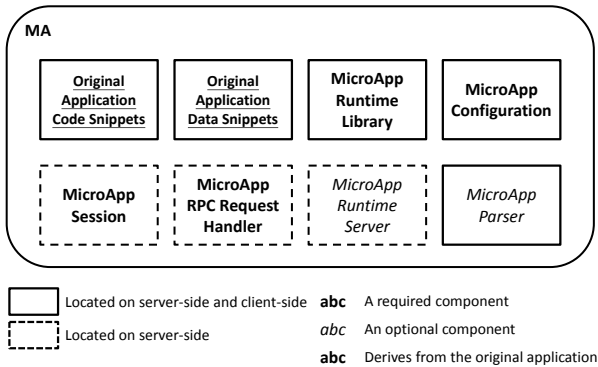 MA
Original Application Code Snippets
Original Application Data Snippets
MicroApp Runtime Library
MicroApp Configuration
MicroApp Session
MicroApp RPC Request Handler
MicroApp Runtime Server
MicroApp Parser
Located on server-side and client-side
Located on server-side
abc A required component
abc An optional component
abc Derives from the original application